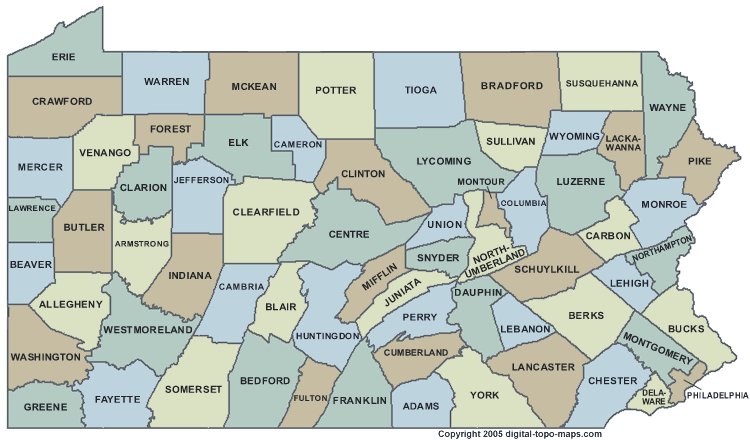 ERIE
WARREN
MCKEAN
POTTER
TIOGA
BRADFORD
SUSQUEHANNA
WAYNE
CRAWFORD
FOREST
ELK
CAMERON
SULLIVAN
WYOMING
LACKA-
WANNA
PIKE
VENANGO
MERCER
CLARION
JEFFERSON
CLINTON
LYCOMING
MONTOUR
COLUMBIA
LUZERNE
MONROE
LAWRENCE
BUTLER
ARMSTRONG
CLEARFIELD
CENTRE
UNION
CARBON
NORTHAMPTON
BEAVER
INDIANA
CAMBRIA
BLAIR
MIFFLIN
SNYDER
NORTH-
UMBERLAND
SCHUYLKILL
LEHIGH
ALLEGHENY
WESTMORELAND
HUNTINGDON
JUNIATA
PERRY
DAUPHIN
LEBANON
BERKS
BUCKS
MONTGOMERY
WASHINGTON
CUMBERLAND
LANCASTER
CHESTER
DELA-
WARE
PHILADELPHIA
GREENE
FAYETTE
SOMERSET
BEDFORD
FULTON
FRANKLIN
ADAMS
YORK
Copyright 2005 digital-topo-maps.com